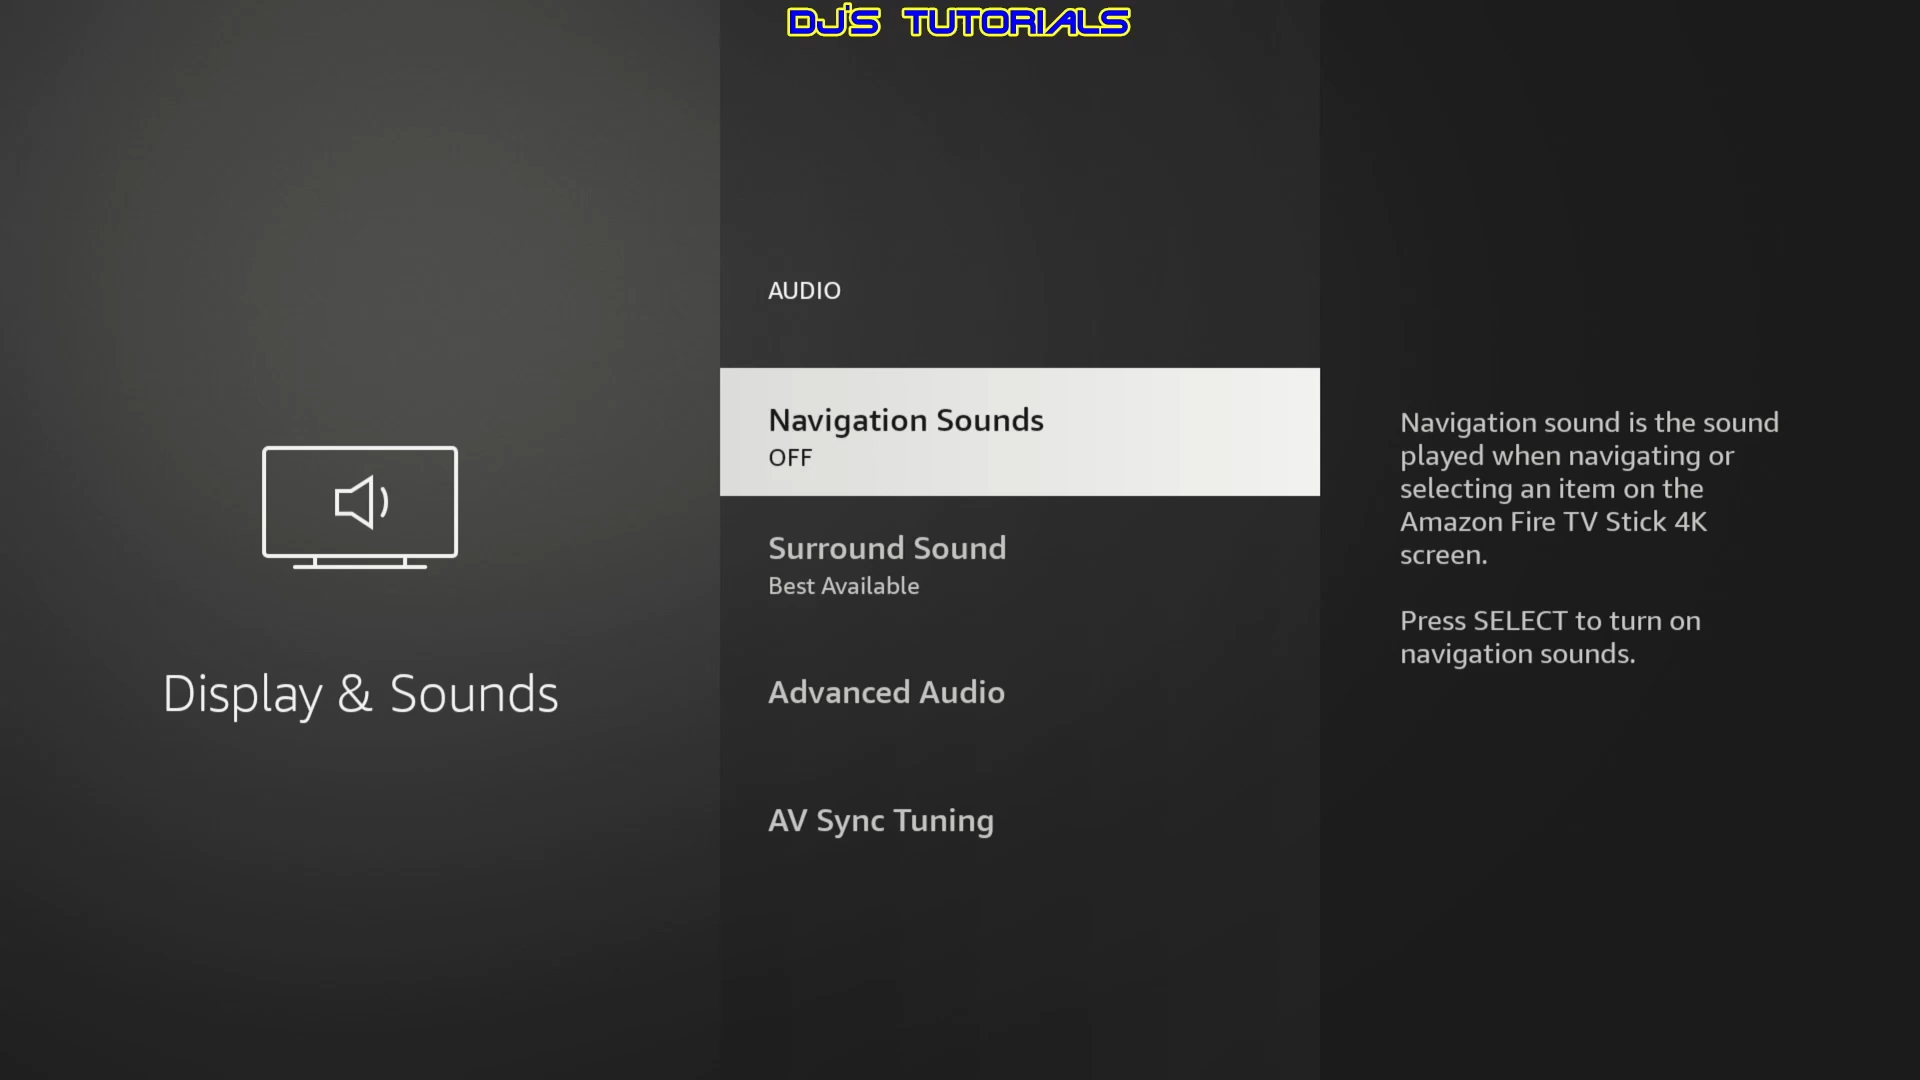 DJ'S TUTORIALS
AUDIO
Navigation Sounds
OFF
Surround Sound
Best Available
Advanced Audio
AV Sync Tuning
Display & Sounds
Navigation sound is the sound
played when navigating or
selecting an item on the
Amazon Fire TV Stick 4K
screen.
Press SELECT to turn on
navigation sounds.